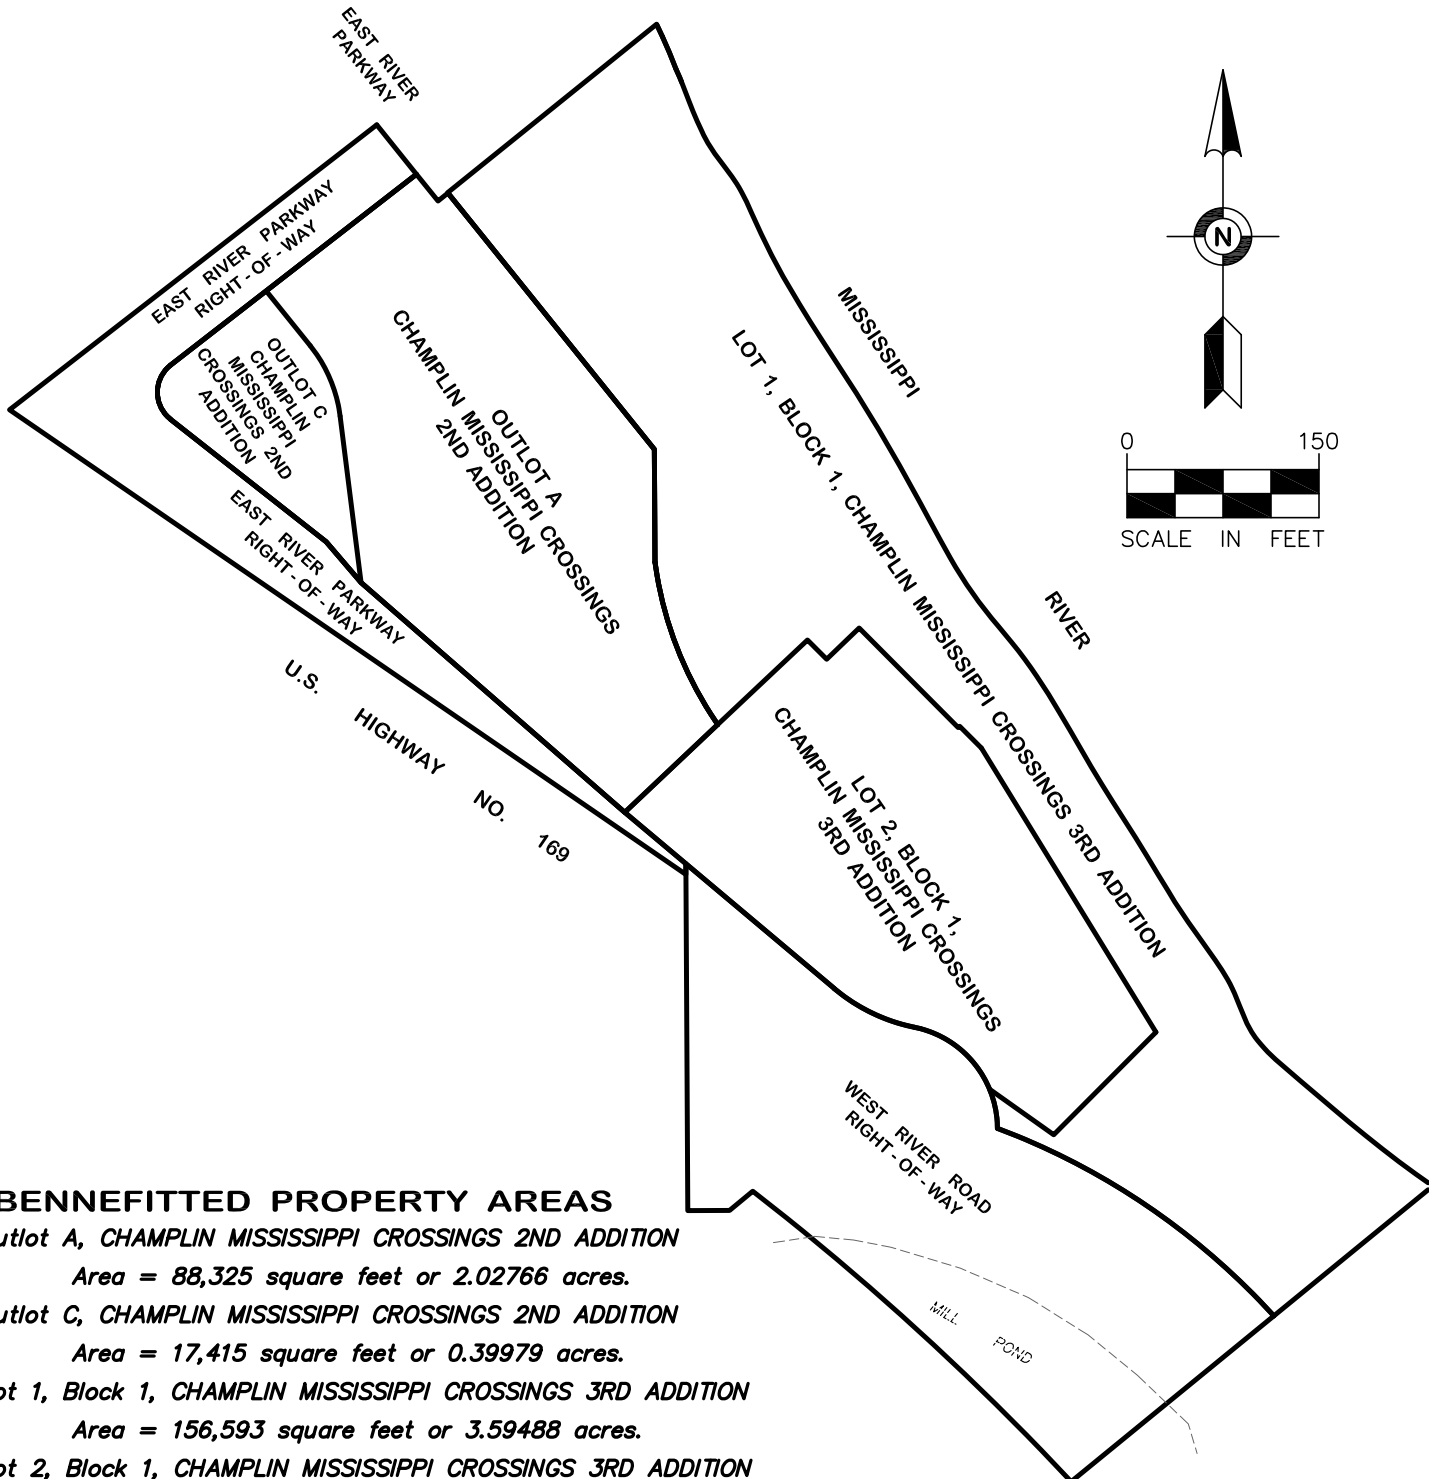 EAST RIVER
PARKWAY
EAST RIVER PARKWAY
RIGHT-OF-WAY
N
0 150
SCALE IN FEET
MISSISSIPPI
RIVER
OUTLOT C
CHAMPLIN
MISSISSIPPI
CROSSINGS 2ND
ADDITION
OUTLOT A
CHAMPLIN MISSISSIPPI CROSSINGS
2ND ADDITION
LOT 1, BLOCK 1, CHAMPLIN MISSISSIPPI CROSSINGS 3RD ADDITION
EAST RIVER PARKWAY
RIGHT-OF-WAY
U.S. HIGHWAY NO. 169
LOT 2, BLOCK 1,
CHAMPLIN MISSISSIPPI CROSSINGS
3RD ADDITION
WEST RIVER ROAD
RIGHT-OF-WAY
MILL POND
BENNEFITTED PROPERTY AREAS
utlot A, CHAMPLIN MISSISSIPPI CROSSINGS 2ND ADDITION
Area = 88,325 square feet or 2.02766 acres.
utlot C, CHAMPLIN MISSISSIPPI CROSSINGS 2ND ADDITION
Area = 17,415 square feet or 0.39979 acres.
ot 1, Block 1, CHAMPLIN MISSISSIPPI CROSSINGS 3RD ADDITION
Area = 156,593 square feet or 3.59488 acres.
ot 2, Block 1, CHAMPLIN MISSISSIPPI CROSSINGS 3RD ADDITION